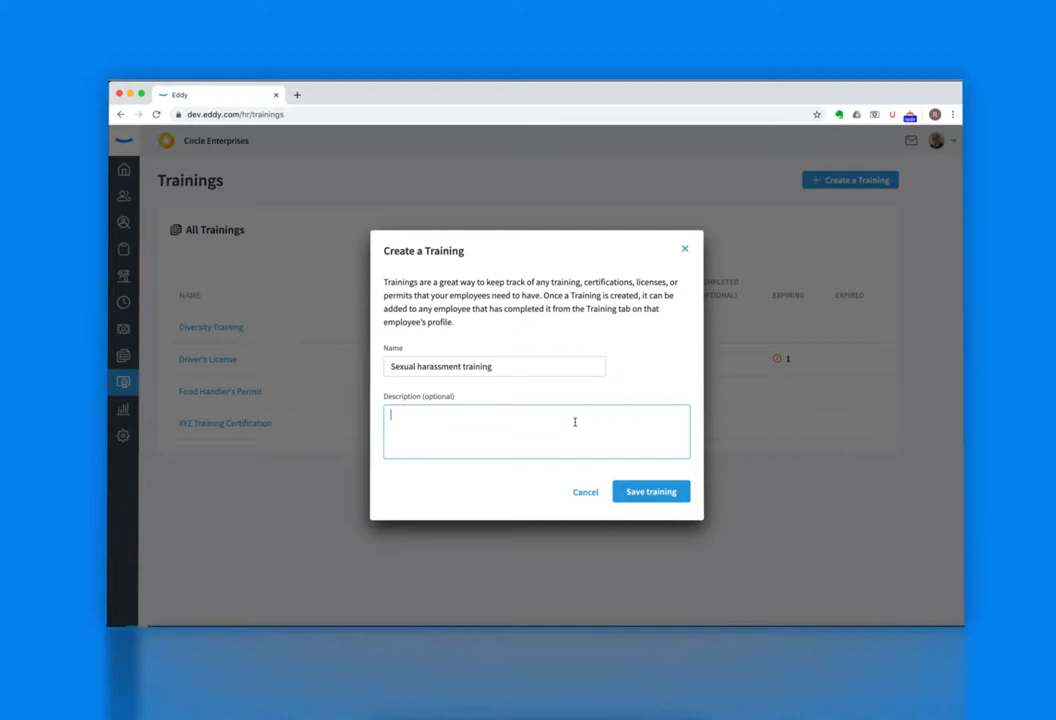 Eddy
dev.eddy.com/hr/trainings
Circle Enterprises
Trainings
Create a Training
All Trainings
NAME
EXPIRING
EXPIRED
Diversity Training
Driver's License
1
Food Handler's Permit
XYZ Training Certification
Create a Training
Trainings are a great way to keep track of any training, certifications, licenses, or
permits that your employees need to have. Once a Training is created, it can be
added to any employee that has completed it from the Training tab on that
employee's profile.
Name
Sexual harassment training
Description (optional)
Cancel
Save training